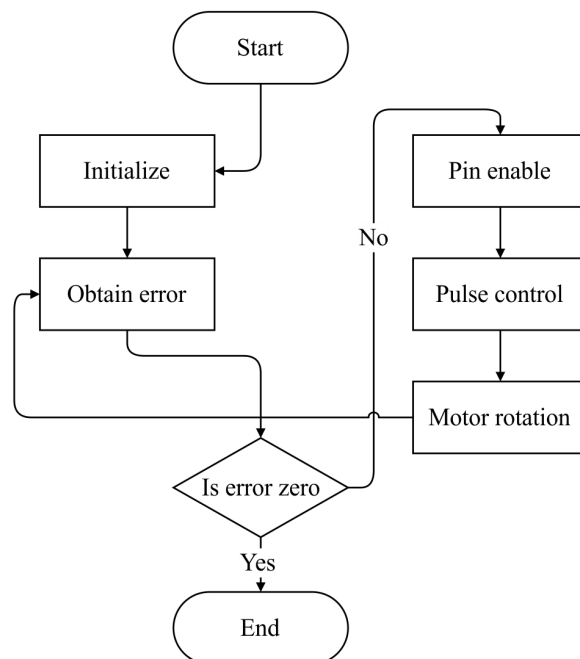 Start
Initialize
Obtain error
Is error zero
Yes
End
No
Pin enable
Pulse control
Motor rotation